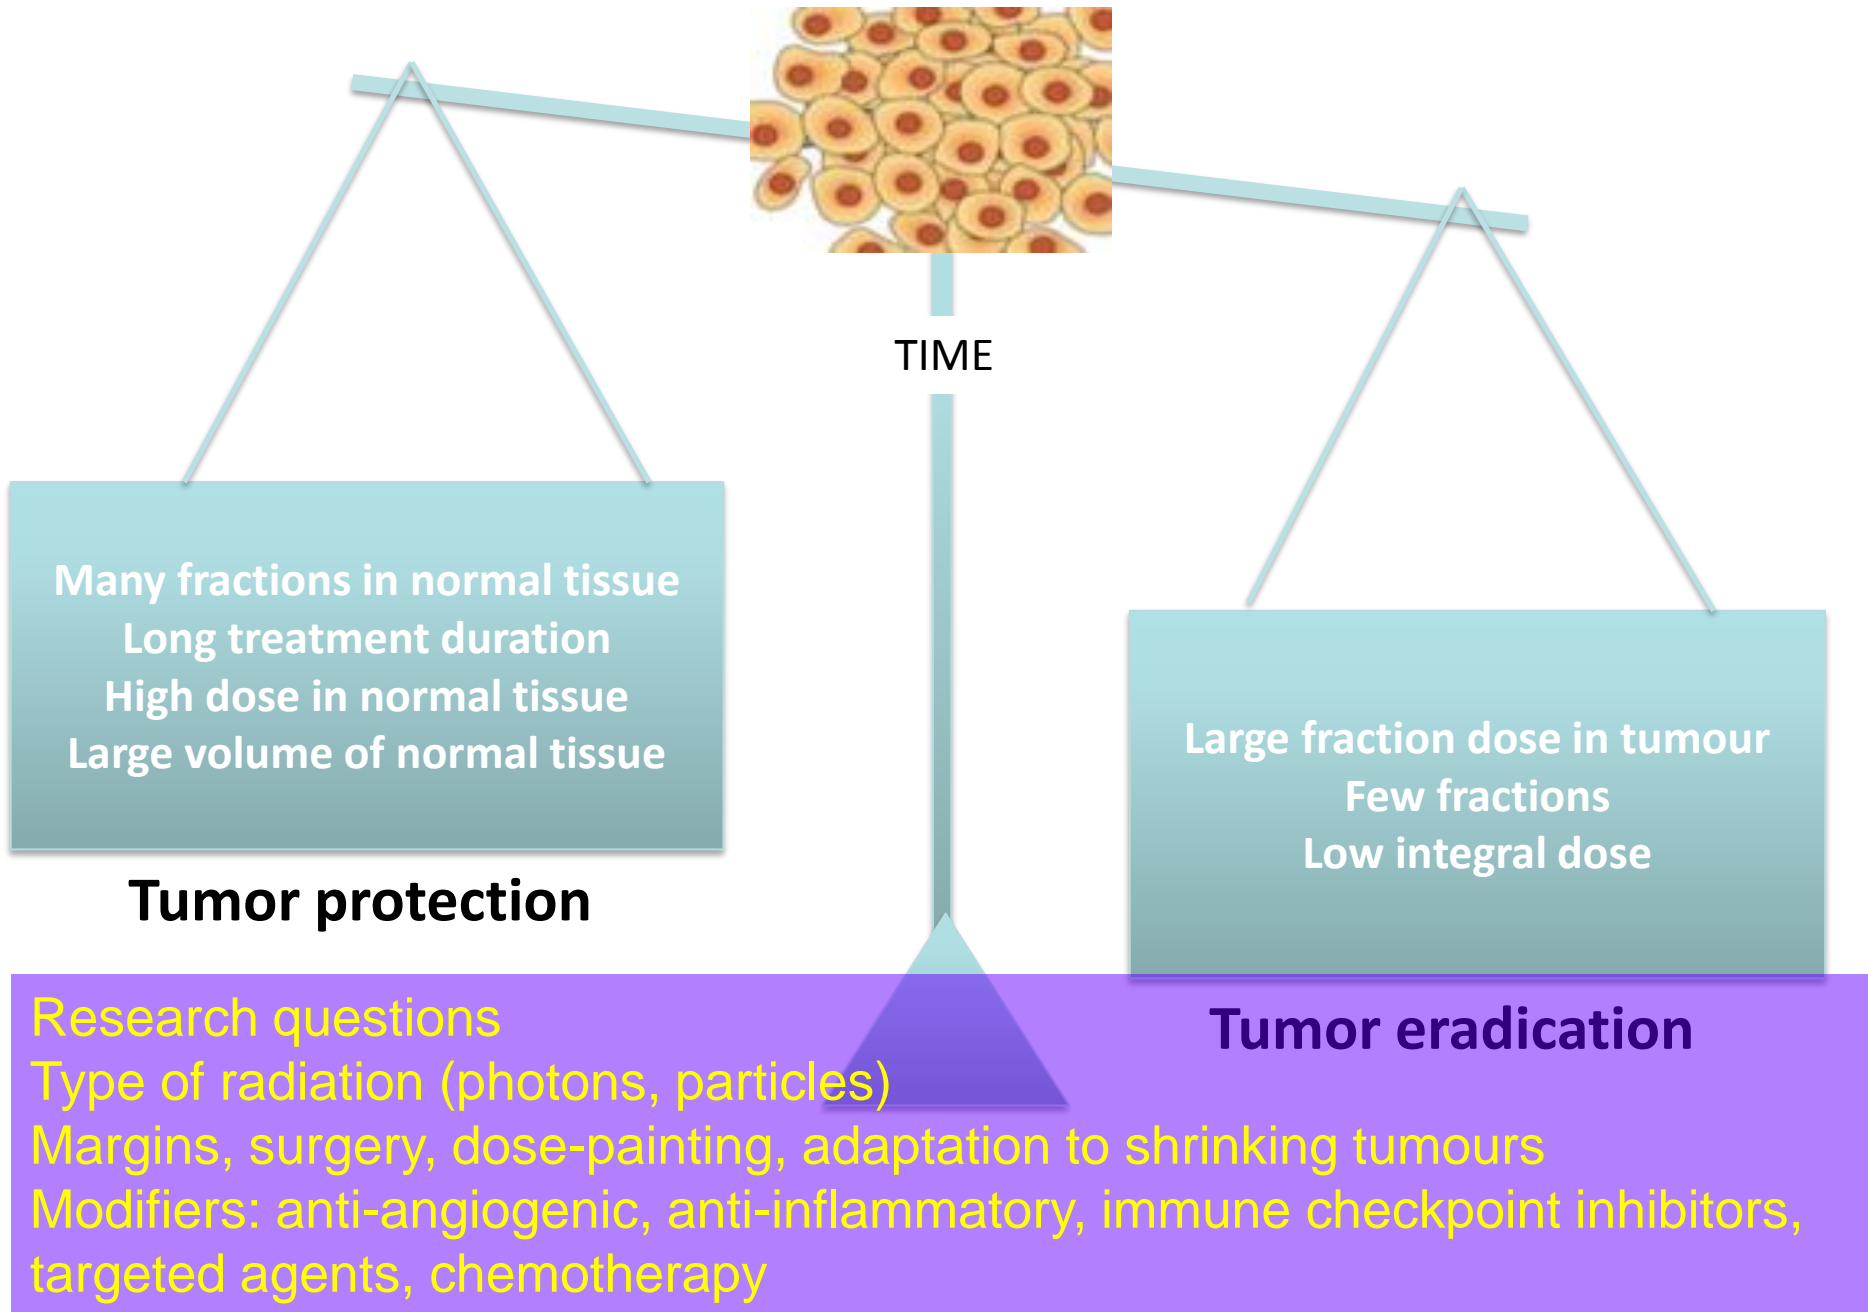 TIME
Many fractions in normal tissue
Long treatment duration
High dose in normal tissue
Large volume of normal tissue
Tumor protection
Large fraction dose in tumour
Few fractions
Low integral dose
Tumor eradication
Research questions
Type of radiation (photons, particles)
Margins, surgery, dose-painting, adaptation to shrinking tumours
Modifiers: anti-angiogenic, anti-inflammatory, immune checkpoint inhibitors,
targeted agents, chemotherapy